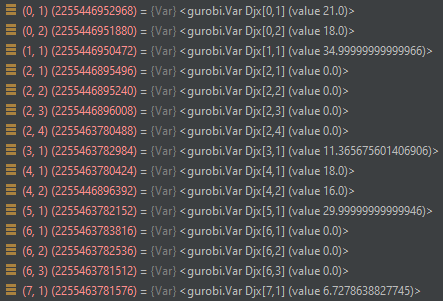 (0, 1) (2255446952968) = {Var} <gurobi.Var Djx[0,1] (value 21.0)>
(0, 2) (2255446951880) = {Var} <gurobi.Var Djx[0,2] (value 18.0)>
(1, 1) (2255446950472) = {Var} <gurobi.Var Djx[1,1] (value 34.99999999999966)>
(2, 1) (2255446895496) = {Var} <gurobi.Var Djx[2,1] (value 0.0)>
(2, 2) (2255446895240) = {Var} <gurobi.Var Djx[2,2] (value 0.0)>
(2, 3) (2255446896008) = {Var} <gurobi.Var Djx[2,3] (value 0.0)>
(2, 4) (2255463780488) = {Var} <gurobi.Var Djx[2,4] (value 0.0)>
(3, 1) (2255463782984) = {Var} <gurobi.Var Djx[3,1] (value 11.365675601406906)>
(4, 1) (2255463780424) = {Var} <gurobi.Var Djx[4,1] (value 18.0)>
(4, 2) (2255446896392) = {Var} <gurobi.Var Djx[4,2] (value 16.0)>
(5, 1) (2255463782152) = {Var} <gurobi.Var Djx[5,1] (value 29.99999999999946)>
(6, 1) (2255463783816) = {Var} <gurobi.Var Djx[6,1] (value 0.0)>
(6, 2) (2255463782536) = {Var} <gurobi.Var Djx[6,2] (value 0.0)>
(6, 3) (2255463781512) = {Var} <gurobi.Var Djx[6,3] (value 0.0)>
(7, 1) (2255463781576) = {Var} <gurobi.Var Djx[7,1] (value 6.7278638827745)>